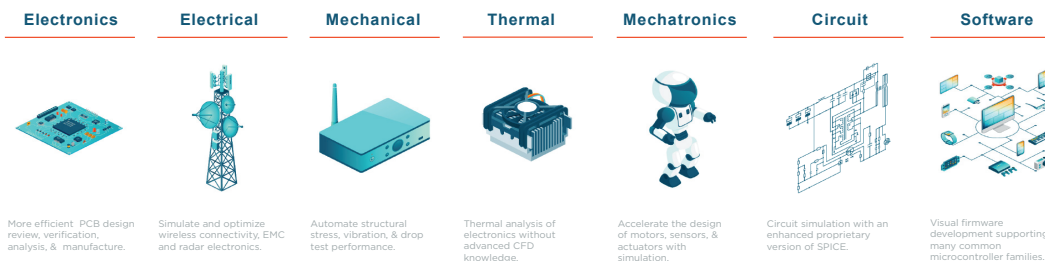 Electronics
More efficient  PCB design
review, verification,
analysis, &  manufacture.
Electrical
Simulate and optimize
wireless connectivity, EMC
and radar electronics.
Mechanical
Automate structural
stress, vibration, & drop
test performance.
Thermal
Thermal analysis of
electronics without
advanced CFD
knowledge.
Mechatronics
Accelerate the design
of motors, sensors, &
actuators with
simulation.
Circuit
Circuit simulation with an
enhanced proprietary
version of SPICE.
Software
Visual firmware
development supporting
many common
microcontroller families.